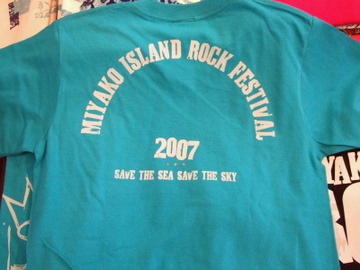 MIYAKO ISLAND ROCK FESTIVAL
2007
SAVE THE SEA SAVE THE SKY